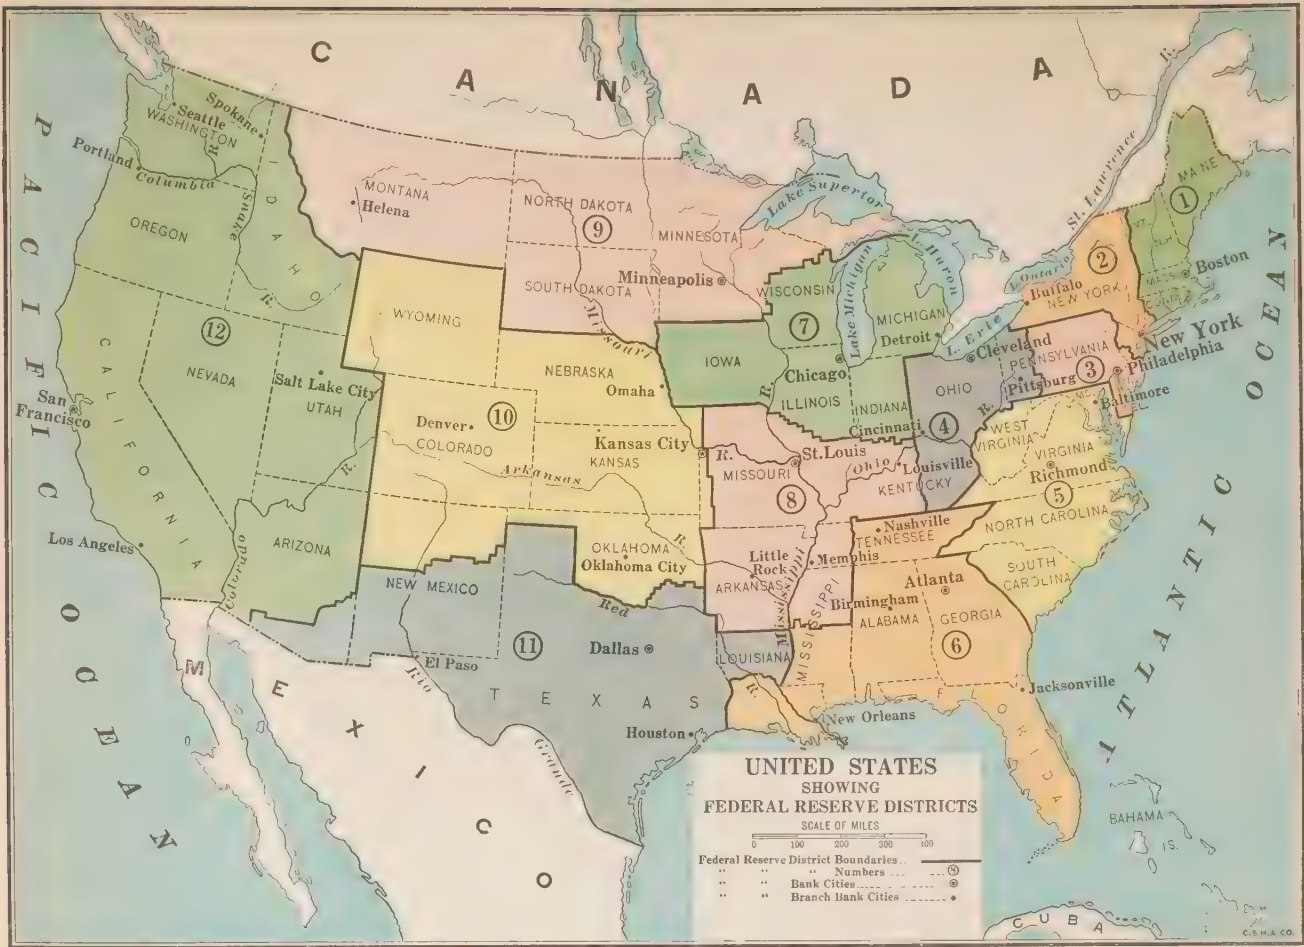 C A N A D A
PACIFIC OCEAN
ATLANTIC OCEAN
MEXICO
Spokane
Seattle
WASHINGTON
R.
Portland
Columbia
Snake
R.
IDAHO
OREGON
MONTANA
Helena
NORTH DAKOTA
9
SOUTH DAKOTA
MINNESOTA
Minneapolis
Missouri
R.
Lake Superior
Lake Michigan
L. Huron
L. Erie
L. Ontario
St. Lawrence
R.
MAINE
1
VT.
N.H.
MASS.
Boston
2
Buffalo
NEW YORK
New York
PENNSYLVANIA
3
Philadelphia
Pittsburg
Baltimore
DEL.
WISCONSIN
7
MICHIGAN
Detroit
Chicago
ILLINOIS
INDIANA
IOWA
Cleveland
OHIO
4
Cincinnati
R.
WEST
VIRGINIA
VIRGINIA
Richmond
5
NORTH CAROLINA
SOUTH
CAROLINA
WYOMING
NEBRASKA
Omaha
10
Denver
COLORADO
Kansas City
KANSAS
Arkansas
R.
OKLAHOMA
Oklahoma City
12
NEVADA
Salt Lake City
UTAH
CALIFORNIA
San
Francisco
Los Angeles
Colorado
R.
ARIZONA
NEW MEXICO
El Paso
Rio
Grande
11
Red
Dallas
TEXAS
Houston
R.
MISSOURI
St. Louis
8
Ohio
Louisville
KENTUCKY
Little
Rock
ARKANSAS
Mississippi
R.
Memphis
Nashville
TENNESSEE
MISSISSIPPI
LOUISIANA
New Orleans
Birmingham
ALABAMA
Atlanta
GEORGIA
6
Jacksonville
FLORIDA
BAHAMA
IS.
CUBA
UNITED STATES
SHOWING
FEDERAL RESERVE DISTRICTS
SCALE OF MILES
0 100 200 300 400
Federal Reserve District Boundaries
" " " Numbers
" " Bank Cities
" " Branch Bank Cities
C.S.H.& CO.